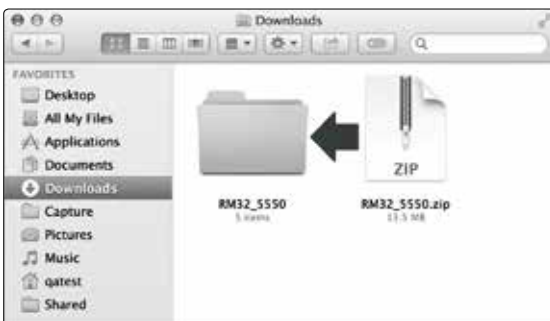 Downloads
FAVORITES
Desktop
All My Files
Applications
Documents
Downloads
Capture
Pictures
Music
qatest
Shared
ZIP
RM32_5550
5 items
RM32_5550.zip
13.5 MB